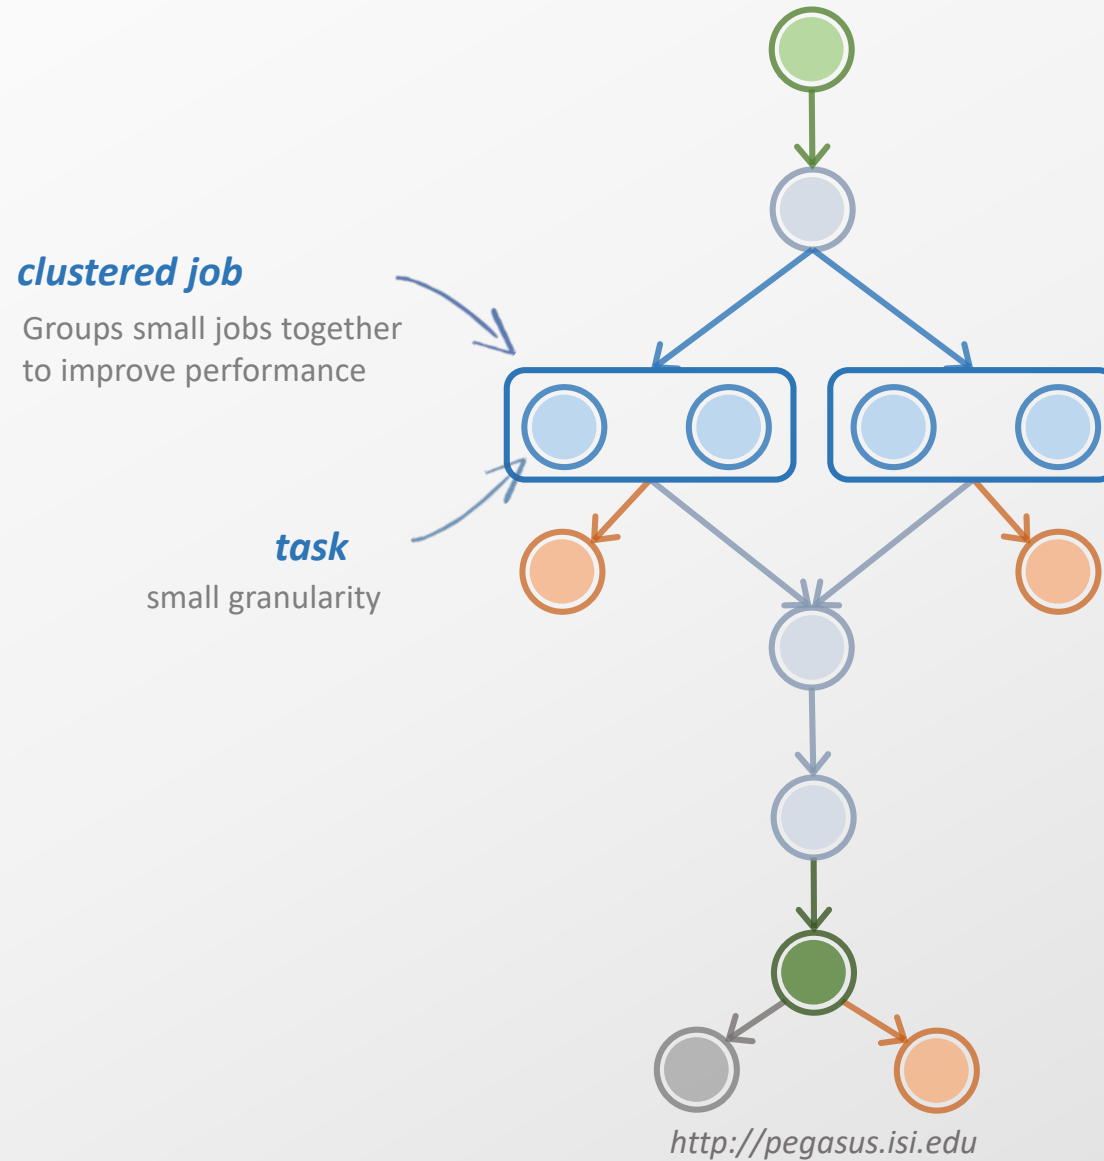 clustered job
Groups small jobs together
to improve performance
task
small granularity
http://pegasus.isi.edu